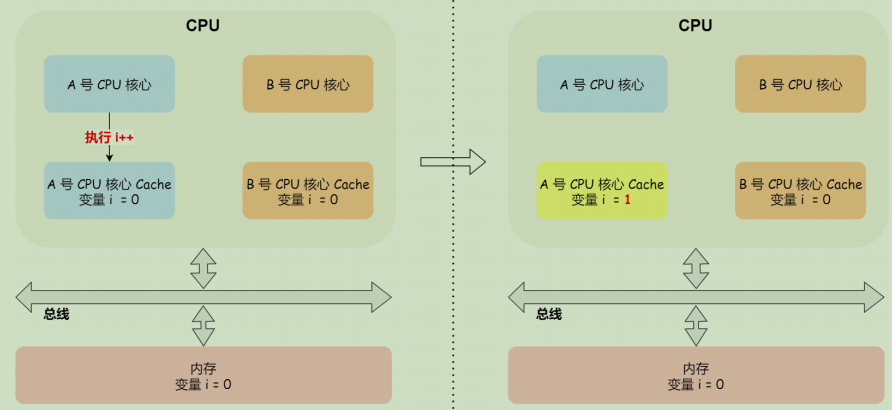 CPU
A 号 CPU 核心
B 号 CPU 核心
执行 i++
A 号 CPU 核心 Cache
变量 i = 0
B 号 CPU 核心 Cache
变量 i = 0
总线
内存
变量 i = 0
CPU
A 号 CPU 核心
B 号 CPU 核心
A 号 CPU 核心 Cache
变量 i = 1
B 号 CPU 核心 Cache
变量 i = 0
总线
内存
变量 i = 0